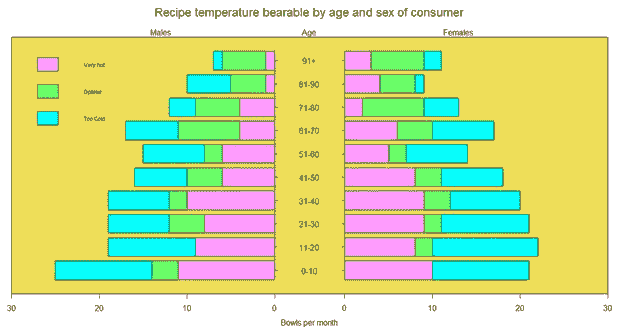 Recipe temperature bearable by age and sex of consumer
Males Age Females
Very hot
Optimal
Too Cold
91+
81-90
71-80
61-70
51-60
41-50
31-40
21-30
11-20
0-10
30 20 10 0 0 10 20 30
Bowls per month